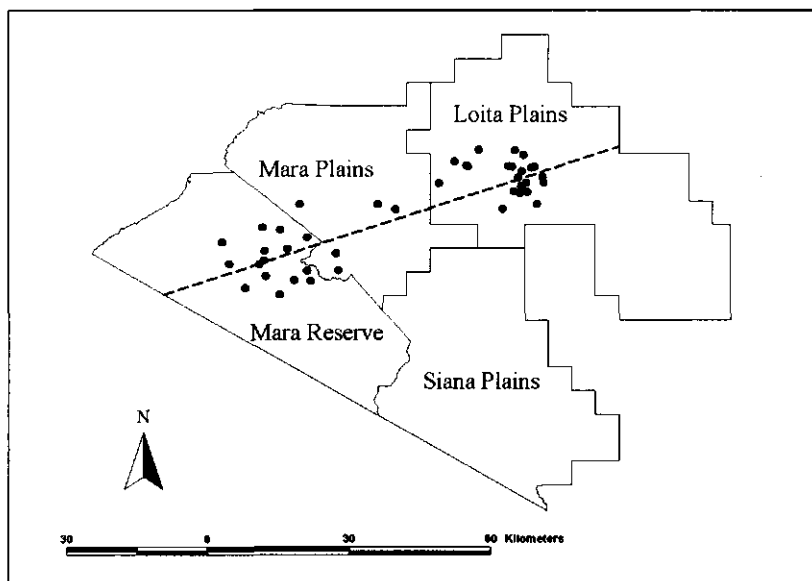 Loita Plains
Mara Plains
Mara Reserve
Siana Plains
N
30 0 30 60 Kilometers